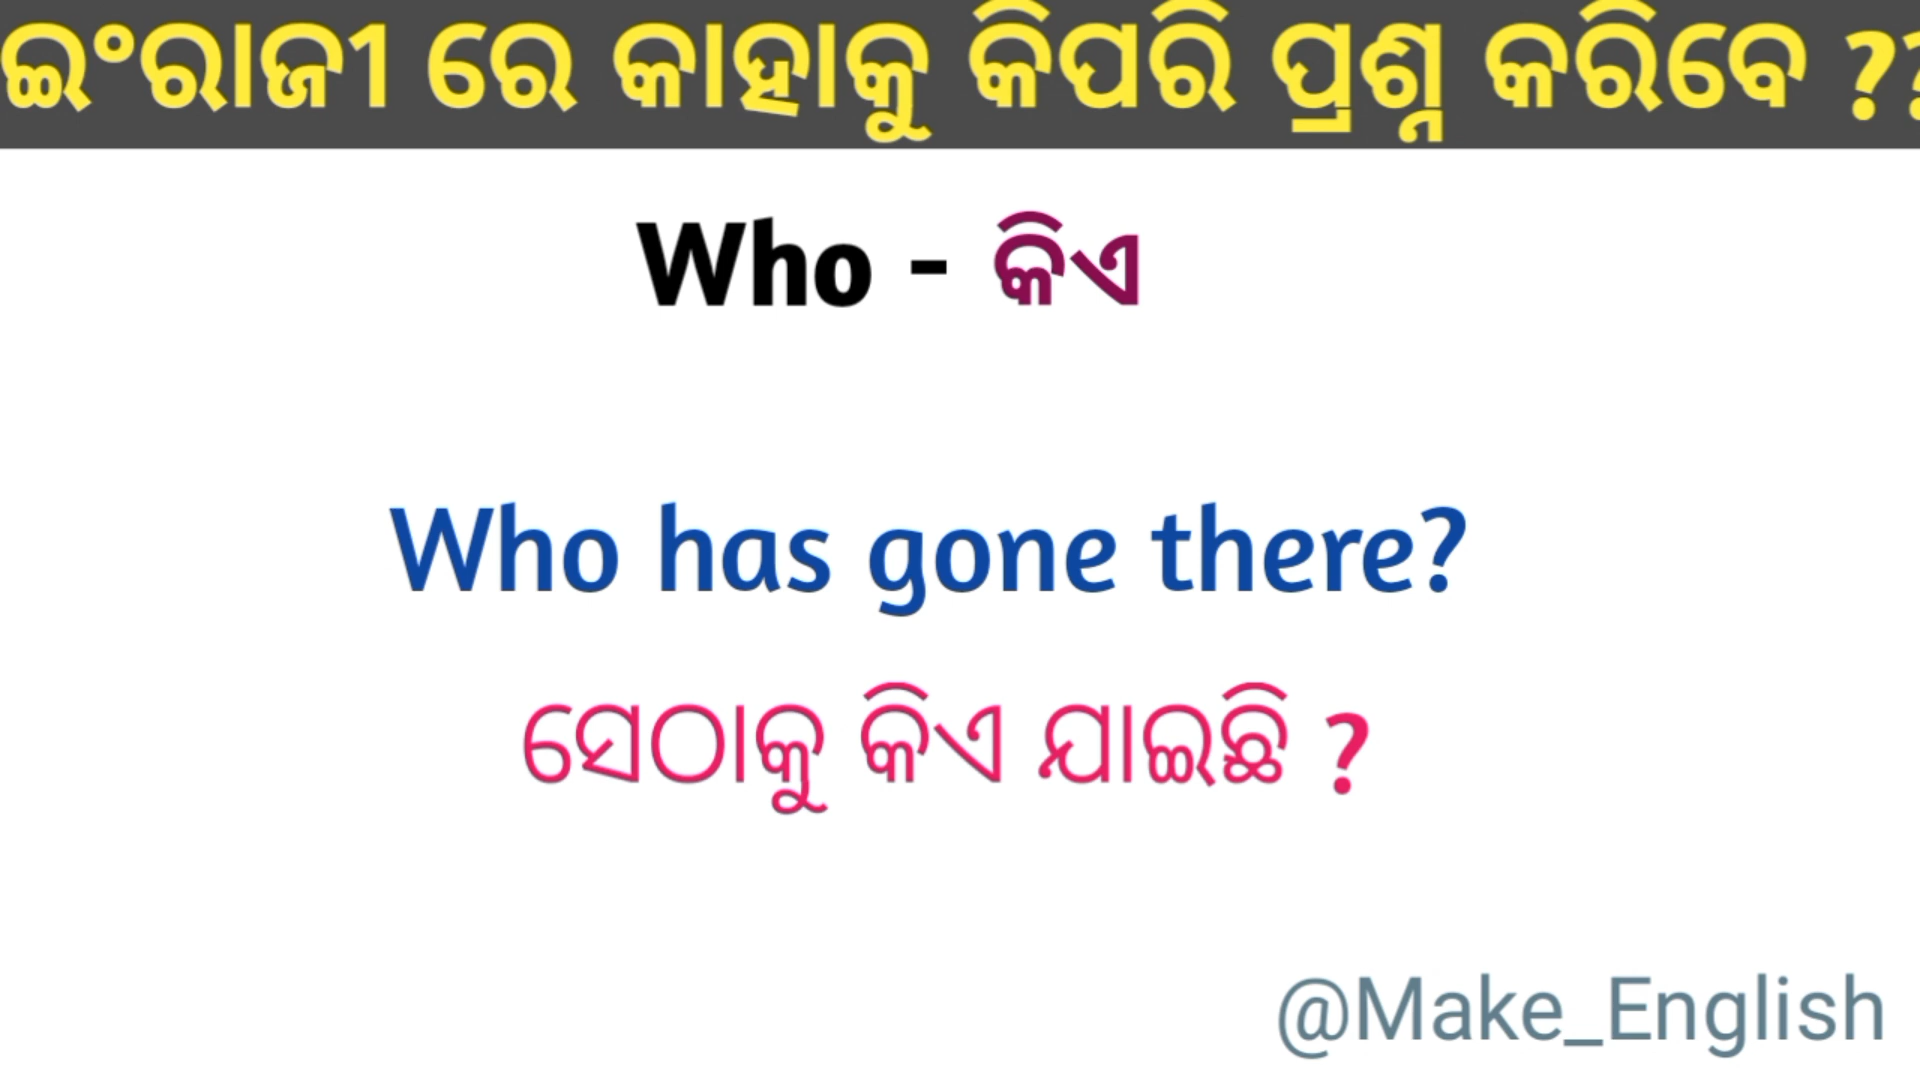 ଇଂରାଜୀ ରେ କାହାକୁ କିପରି ପ୍ରଶ୍ନ କରିବେ ??
Who - କିଏ
Who has gone there?
ସେଠାକୁ କିଏ ଯାଇଛି ?
@Make_English